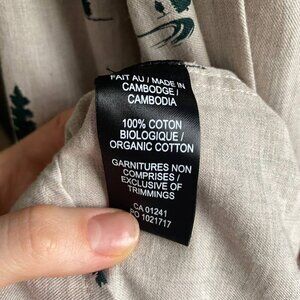 FAIT AU / MADE IN
CAMBODGE /
CAMBODIA
100% COTON
BIOLOGIQUE /
ORGANIC COTTON
GARNITURES NON
COMPRISES /
EXCLUSIVE OF
TRIMMINGS
CA 01241
PO 1021717